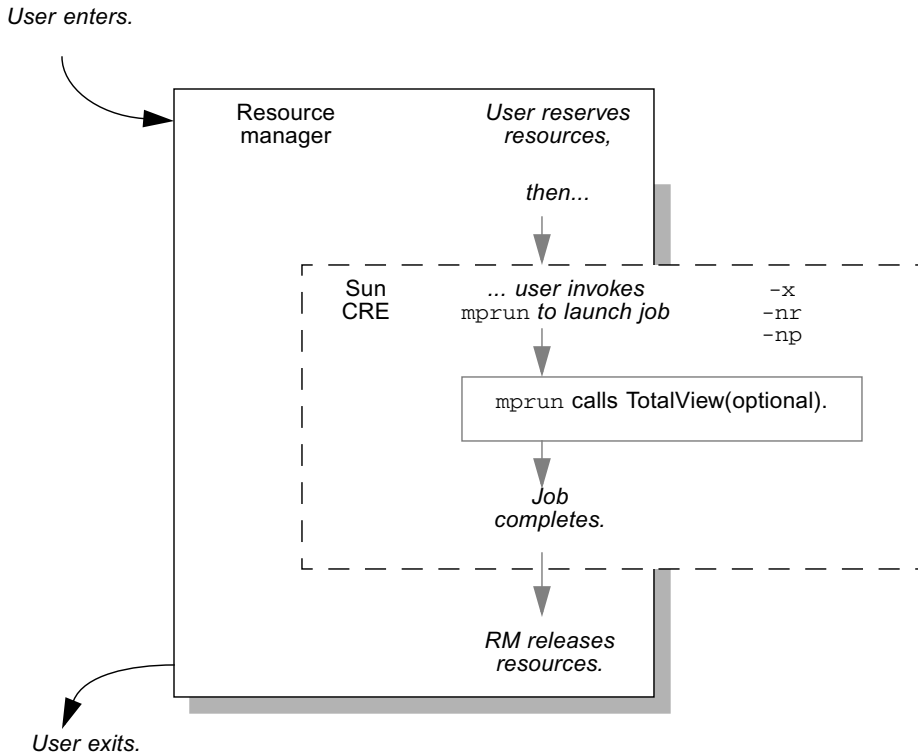 User enters.
Resource
manager
User reserves
resources,
then...
Sun
CRE
... user invokes
mprun to launch job
-x
-nr
-np
mprun calls TotalView(optional).
Job
completes.
RM releases
resources.
User exits.